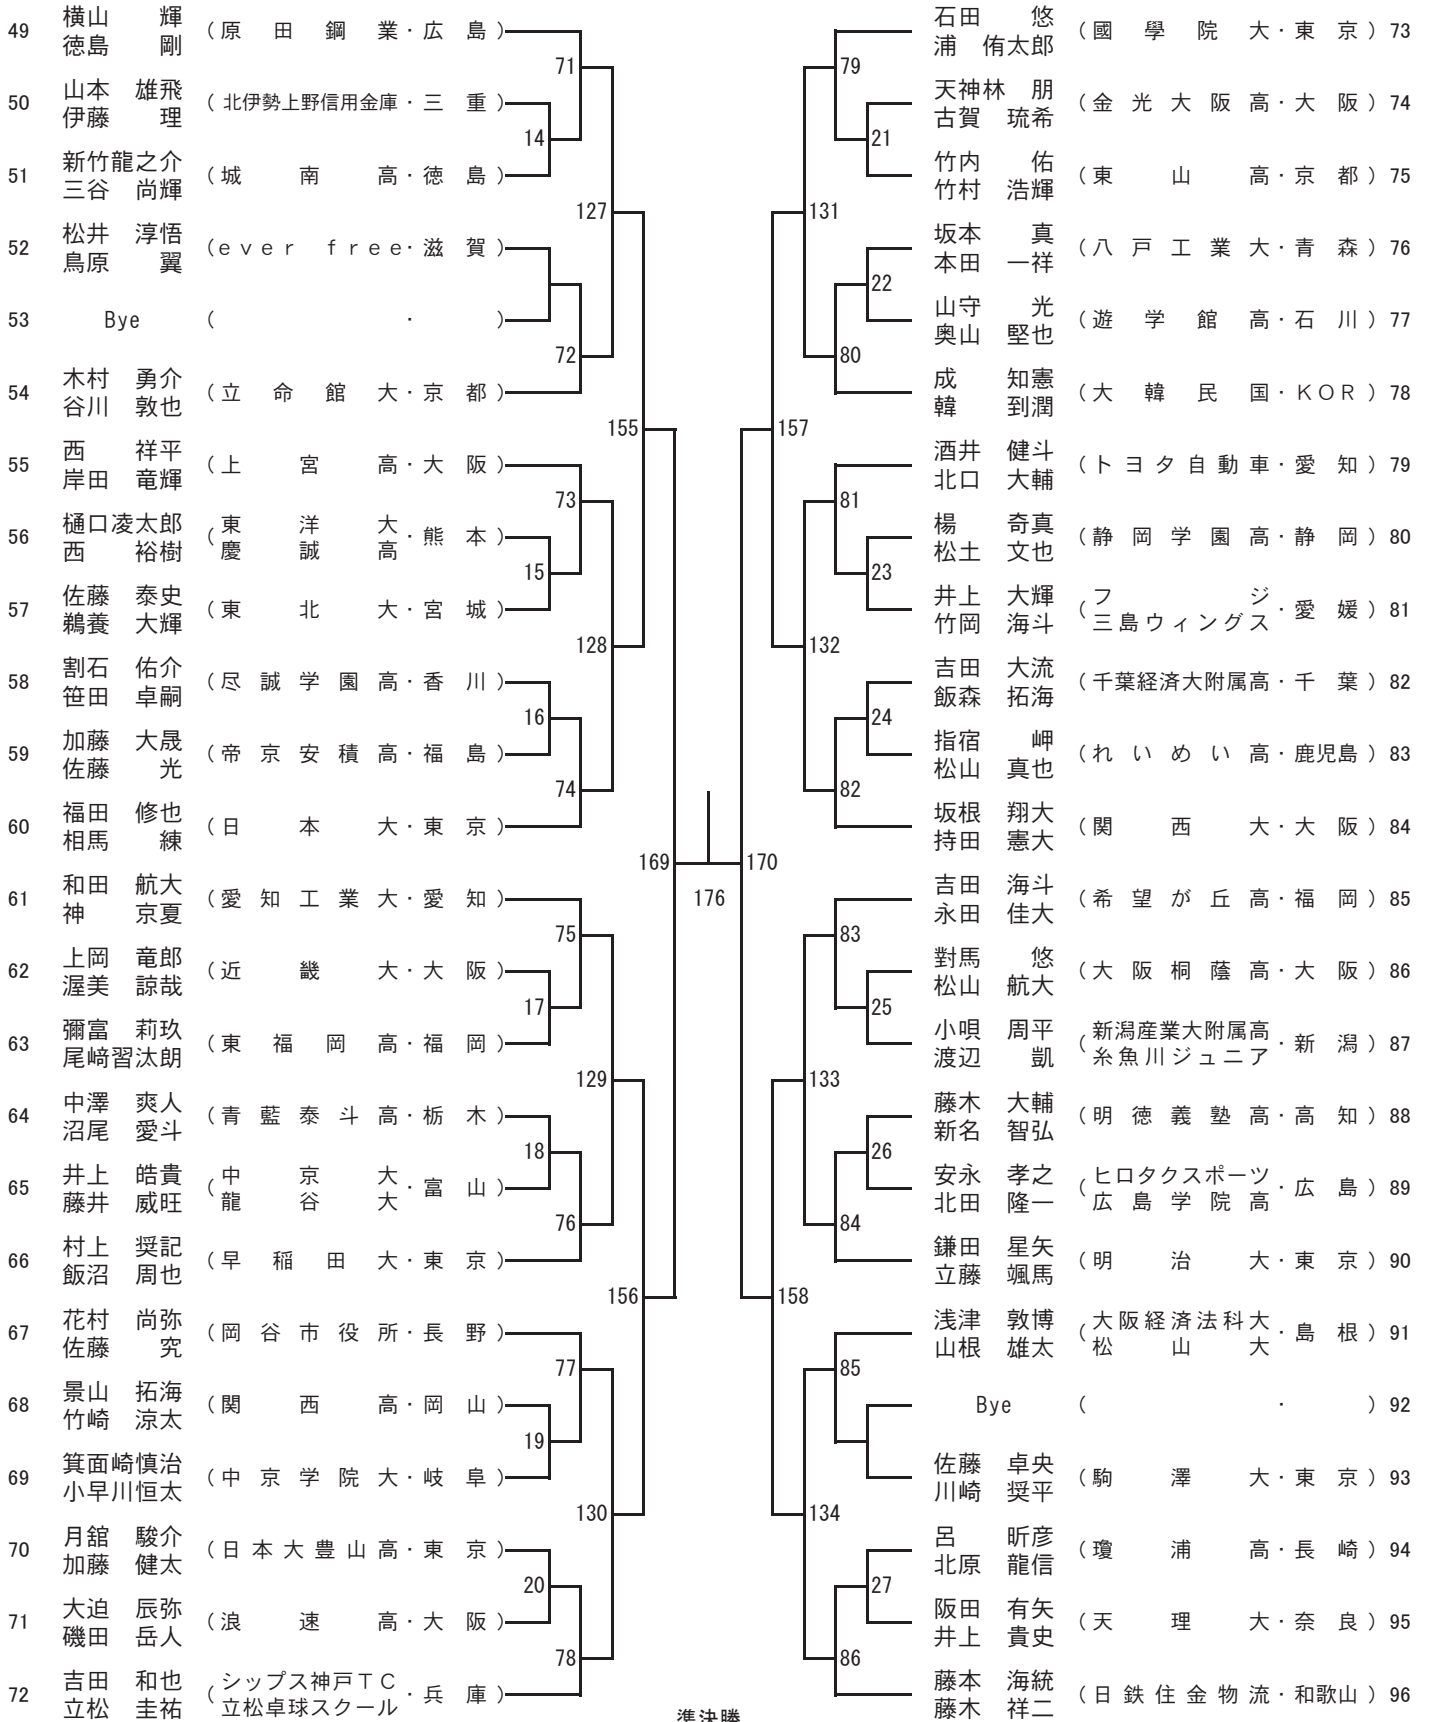 49 横山 輝 徳島 剛 (原田鋼業・広島)
50 山本 雄飛 伊藤 理 (北伊勢上野信用金庫・三重)
51 新竹龍之介 三谷 尚輝 (城南高・徳島)
52 松井 淳悟 鳥原 翼 (ever free・滋賀)
53 Bye ( ・ )
54 木村 勇介 谷川 敦也 (立命館大・京都)
55 西 祥平 岸田 竜輝 (上宮高・大阪)
56 樋口凌太郎 西 裕樹 (東洋大 慶誠高・熊本)
57 佐藤 泰史 鵜養 大輝 (東北大・宮城)
58 割石 佑介 笹田 卓嗣 (尽誠学園高・香川)
59 加藤 大晟 佐藤 光 (帝京安積高・福島)
60 福田 修也 相馬 練 (日本大・東京)
61 和田 航大 神 京夏 (愛知工業大・愛知)
62 上岡 竜郎 渥美 諒哉 (近畿大・大阪)
63 彌富 莉玖 尾﨑習汰朗 (東福岡高・福岡)
64 中澤 爽人 沼尾 愛斗 (青藍泰斗高・栃木)
65 井上 皓貴 藤井 威旺 (中京大 龍谷大・富山)
66 村上 奨記 飯沼 周也 (早稲田大・東京)
67 花村 尚弥 佐藤 究 (岡谷市役所・長野)
68 景山 拓海 竹崎 涼太 (関西高・岡山)
69 箕面崎慎治 小早川恒太 (中京学院大・岐阜)
70 月舘 駿介 加藤 健太 (日本大豊山高・東京)
71 大迫 辰弥 磯田 岳人 (浪速高・大阪)
72 吉田 和也 立松 圭祐 (シップス神戸TC 立松卓球スクール・兵庫)
71
14
127
72
155
73
15
128
16
74
169
75
17
129
18
76
156
77
19
130
20
78
176
準決勝
79
21
131
22
80
157
81
23
132
24
82
170
83
25
133
26
84
158
85
134
27
86
石田 悠 浦 侑太郎 (國學院大・東京) 73
天神林 朋 古賀 琉希 (金光大阪高・大阪) 74
竹内 佑 竹村 浩輝 (東山高・京都) 75
坂本 真 本田 一祥 (八戸工業大・青森) 76
山守 光 奥山 堅也 (遊学館高・石川) 77
成 知憲 韓 到潤 (大韓民国・KOR) 78
酒井 健斗 北口 大輔 (トヨタ自動車・愛知) 79
楊 奇真 松土 文也 (静岡学園高・静岡) 80
井上 大輝 竹岡 海斗 (フジ 三島ウィングス・愛媛) 81
吉田 大流 飯森 拓海 (千葉経済大附属高・千葉) 82
指宿 岬 松山 真也 (れいめい高・鹿児島) 83
坂根 翔大 持田 憲大 (関西大・大阪) 84
吉田 海斗 永田 佳大 (希望が丘高・福岡) 85
對馬 悠 松山 航大 (大阪桐蔭高・大阪) 86
小唄 周平 渡辺 凱 (新潟産業大附属高 糸魚川ジュニア・新潟) 87
藤木 大輔 新名 智弘 (明徳義塾高・高知) 88
安永 孝之 北田 隆一 (ヒロタクスポーツ 広島学院高・広島) 89
鎌田 星矢 立藤 颯馬 (明治大・東京) 90
浅津 敦博 山根 雄太 (大阪経済法科大 松山大・島根) 91
Bye ( ・ ) 92
佐藤 卓央 川崎 奨平 (駒澤大・東京) 93
呂 昕彦 北原 龍信 (瓊浦高・長崎) 94
阪田 有矢 井上 貴史 (天理大・奈良) 95
藤本 海統 藤木 祥二 (日鉄住金物流・和歌山) 96